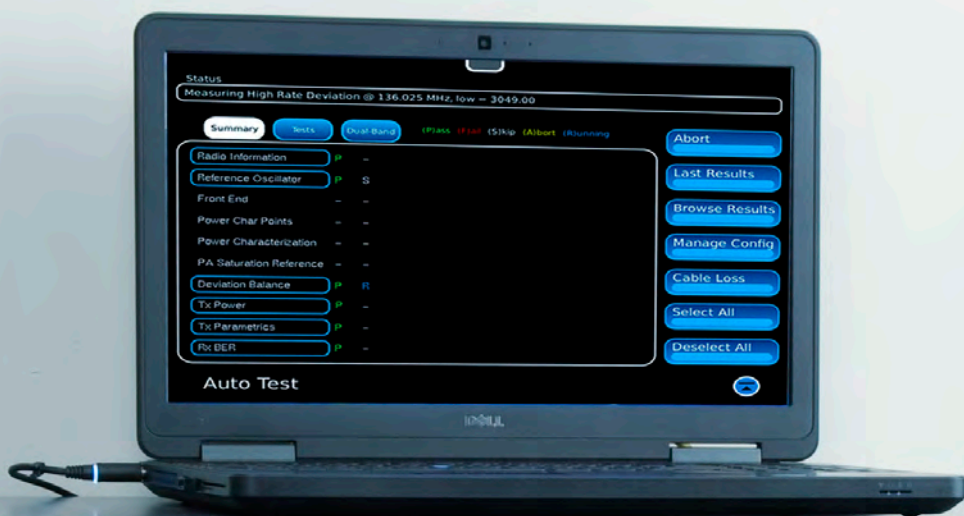 Status
Measuring High Rate Deviation @ 136.025 MHz, low - 3049.00
Summary Tests Dual-Band (P)ass (F)ail (S)kip (A)bort (R)unning
Abort
Radio Information P -
Last Results
Reference Oscillator P S
Front End - -
Browse Results
Power Char Points - -
Manage Config
Power Characterization - -
PA Saturation Reference - -
Cable Loss
Deviation Balance P R
Tx Power P -
Select All
Tx Parametrics P -
Rx BER P -
Deselect All
Auto Test
DELL